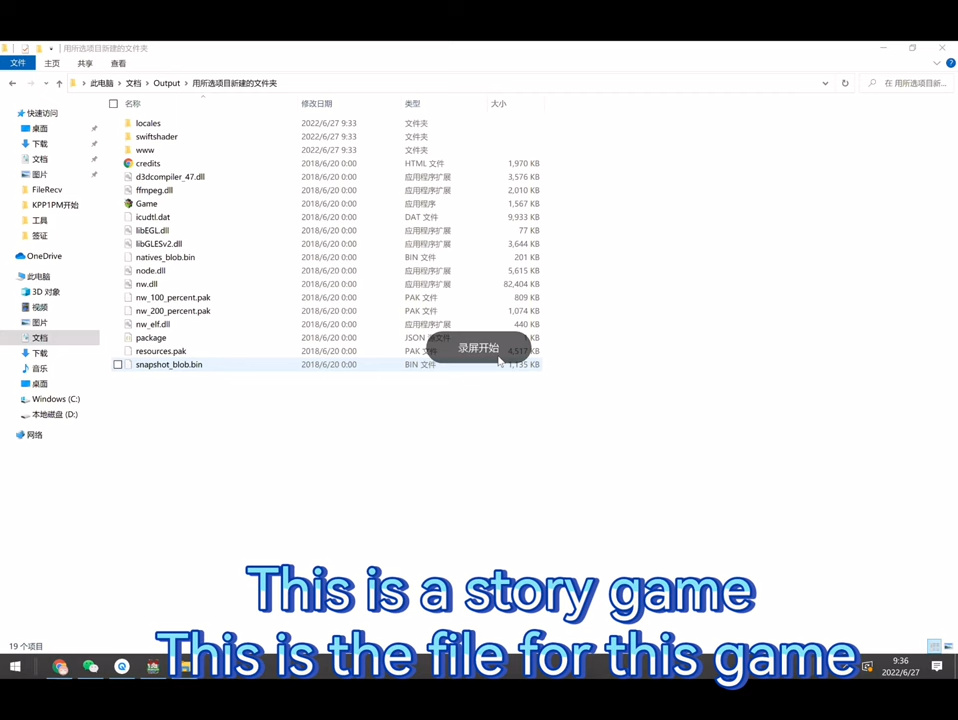 用所选项目新建的文件夹
文件 主页 共享 查看
此电脑 文档 Output 用所选项目新建的文件夹 在 用所选项目新...
名称 修改日期 类型 大小
快速访问
桌面
下载
文档
图片
FileRecv
KPP1PM开始
工具
签证
OneDrive
此电脑
3D 对象
视频
图片
文档
下载
音乐
桌面
Windows (C:)
本地磁盘 (D:)
网络
locales 2022/6/27 9:33 文件夹
swiftshader 2022/6/27 9:33 文件夹
www 2022/6/27 9:33 文件夹
credits 2018/6/20 0:00 HTML 文件 1,970 KB
d3dcompiler_47.dll 2018/6/20 0:00 应用程序扩展 3,576 KB
ffmpeg.dll 2018/6/20 0:00 应用程序扩展 2,010 KB
Game 2018/6/20 0:00 应用程序 1,567 KB
icudtl.dat 2018/6/20 0:00 DAT 文件 9,933 KB
libEGL.dll 2018/6/20 0:00 应用程序扩展 77 KB
libGLESv2.dll 2018/6/20 0:00 应用程序扩展 3,644 KB
natives_blob.bin 2018/6/20 0:00 BIN 文件 201 KB
node.dll 2018/6/20 0:00 应用程序扩展 5,615 KB
nw.dll 2018/6/20 0:00 应用程序扩展 82,404 KB
nw_100_percent.pak 2018/6/20 0:00 PAK 文件 809 KB
nw_200_percent.pak 2018/6/20 0:00 PAK 文件 1,074 KB
nw_elf.dll 2018/6/20 0:00 应用程序扩展 440 KB
package 2018/6/20 0:00 JSON 文件 1 KB
resources.pak 2018/6/20 0:00 PAK 文件 4,517 KB
snapshot_blob.bin 2018/6/20 0:00 BIN 文件 1,135 KB
录屏开始
This is a story game
19 个项目
This is the file for this game
9:36
2022/6/27